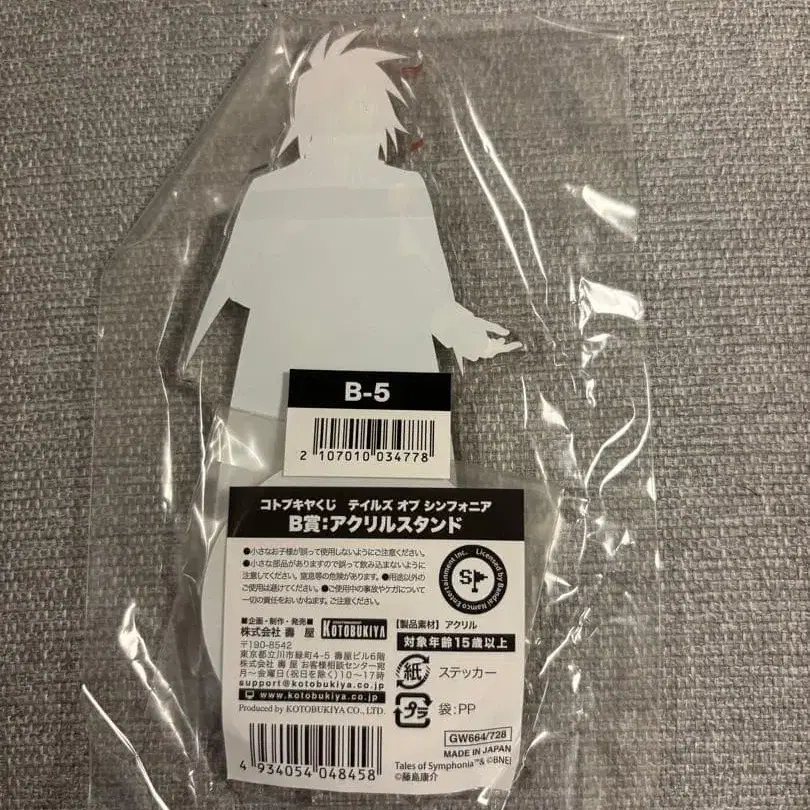 B-5
2 107010 034778
コトブキヤくじ テイルズ オブ シンフォニア
B賞:アクリルスタンド
●小さなお子様が誤って使用しないようにご注意ください。
●小さな部品がありますので誤って飲み込まないように
注意してください。窒息等の危険があります。●用途以外の
ご使用は避けてください。●ご使用中の事故やケガについて
一切の責任をおいかねます。ご注意ください。
Licensed by Bandai Namco Entertainment Inc.
SP
■企画・制作・発売■
株式会社 壽 屋
KOTOBUKIYA
〒190-8542
東京都立川市緑町4-5 壽屋ビル6階
株式会社 壽 屋 お客様相談センター宛
月〜金曜日(祝日を除く)10〜17時
support@kotobukiya.co.jp
www.kotobukiya.co.jp
Produced by KOTOBUKIYA CO., LTD.
4 934054 048458
【製品素材】 アクリル
対象年齢15歳以上
紙 ステッカー
プラ 袋:PP
GW664/728
MADE IN JAPAN
Tales of Symphonia™& ©BNEI
©藤島康介